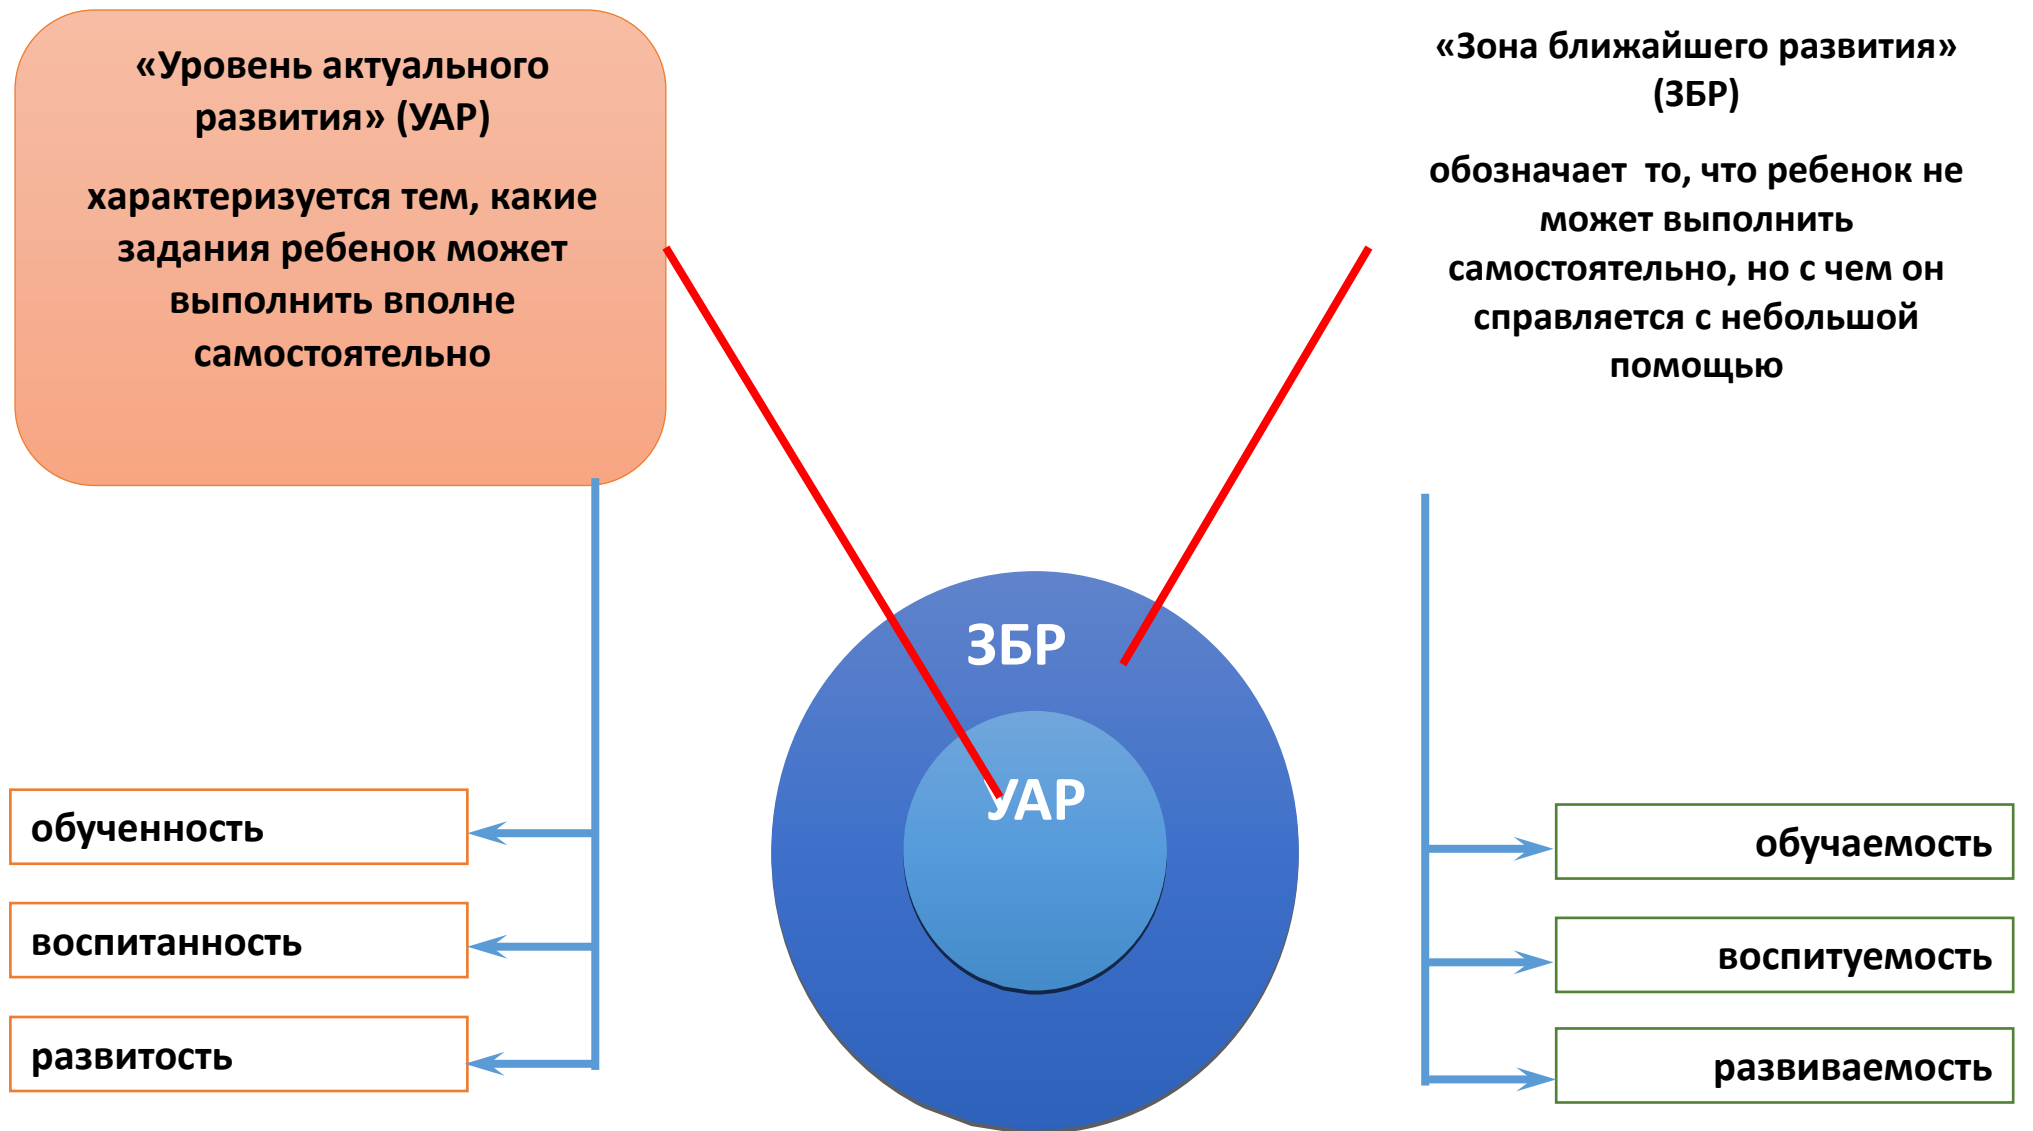 «Уровень актуального
развития» (УАР)
характеризуется тем, какие
задания ребенок может
выполнить вполне
самостоятельно
«Зона ближайшего развития»
(ЗБР)
обозначает  то, что ребенок не
может выполнить
самостоятельно, но с чем он
справляется с небольшой
помощью
ЗБР
УАР
обученность
воспитанность
развитость
обучаемость
воспитуемость
развиваемость